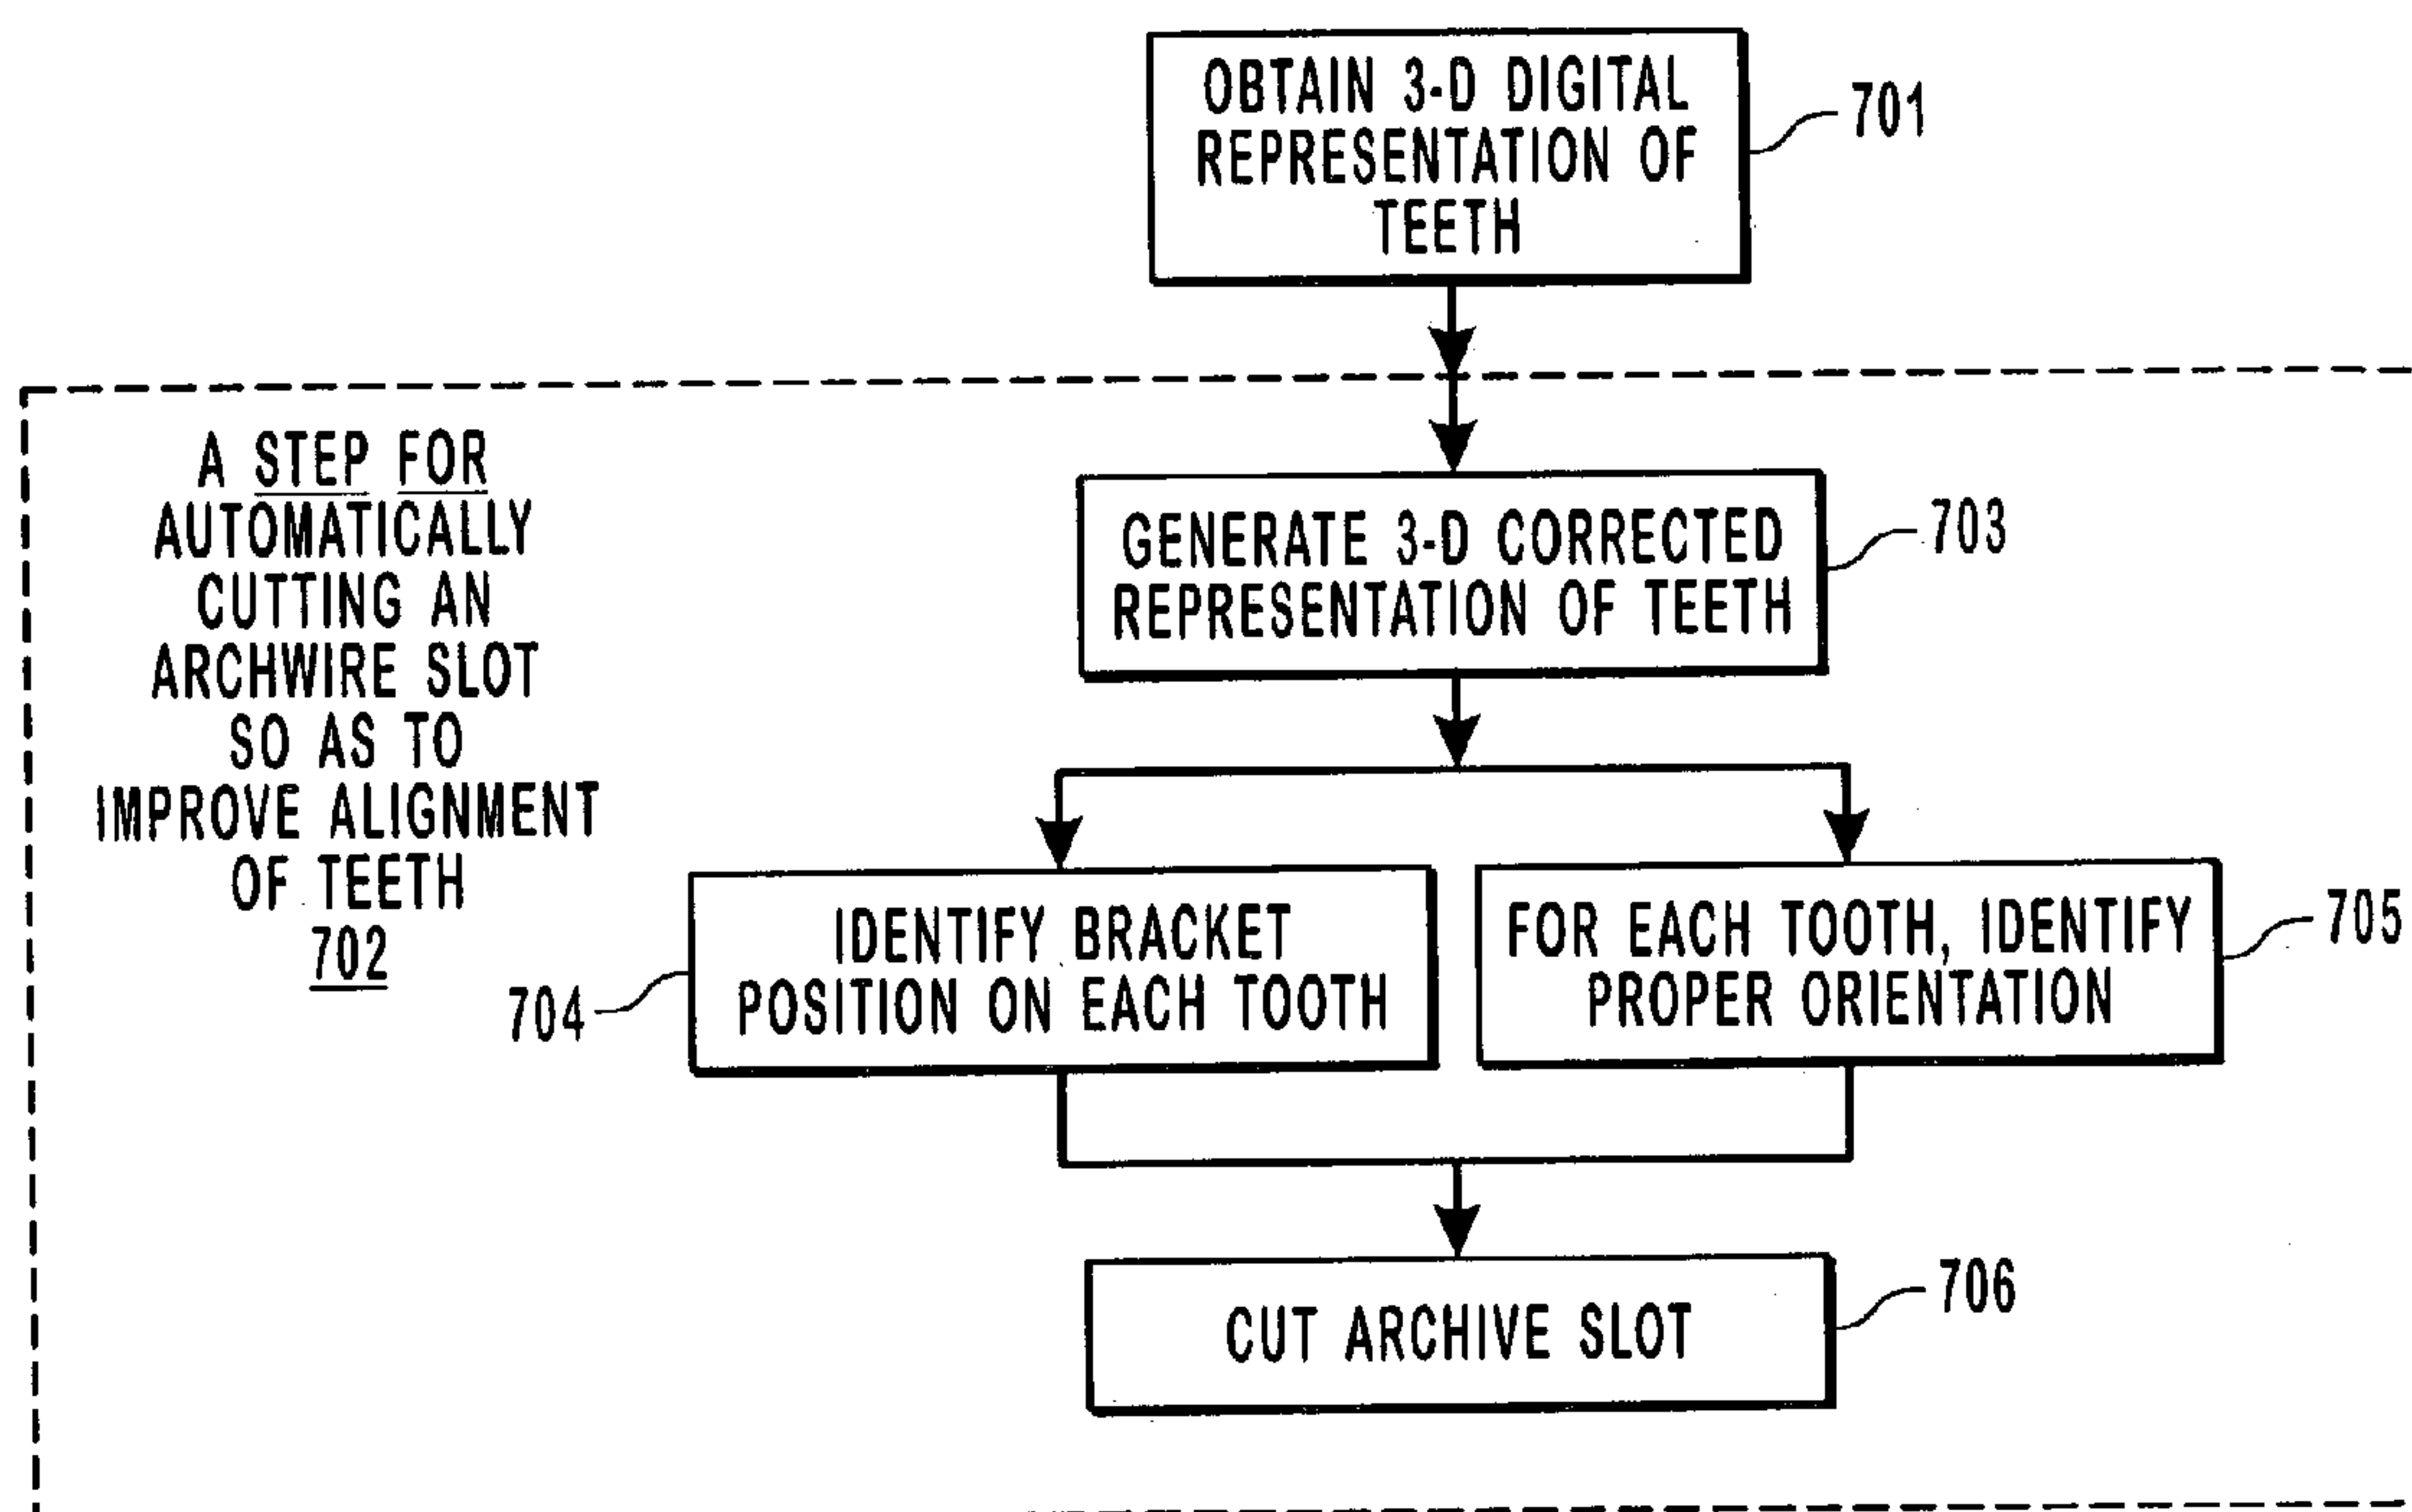 OBTAIN 3-D DIGITAL
REPRESENTATION OF
TEETH
701
A STEP FOR
AUTOMATICALLY
CUTTING AN
ARCHWIRE SLOT
SO AS TO
IMPROVE ALIGNMENT
OF TEETH
702
GENERATE 3-D CORRECTED
REPRESENTATION OF TEETH
703
IDENTIFY BRACKET
POSITION ON EACH TOOTH
704
FOR EACH TOOTH, IDENTIFY
PROPER ORIENTATION
705
CUT ARCHIVE SLOT
706